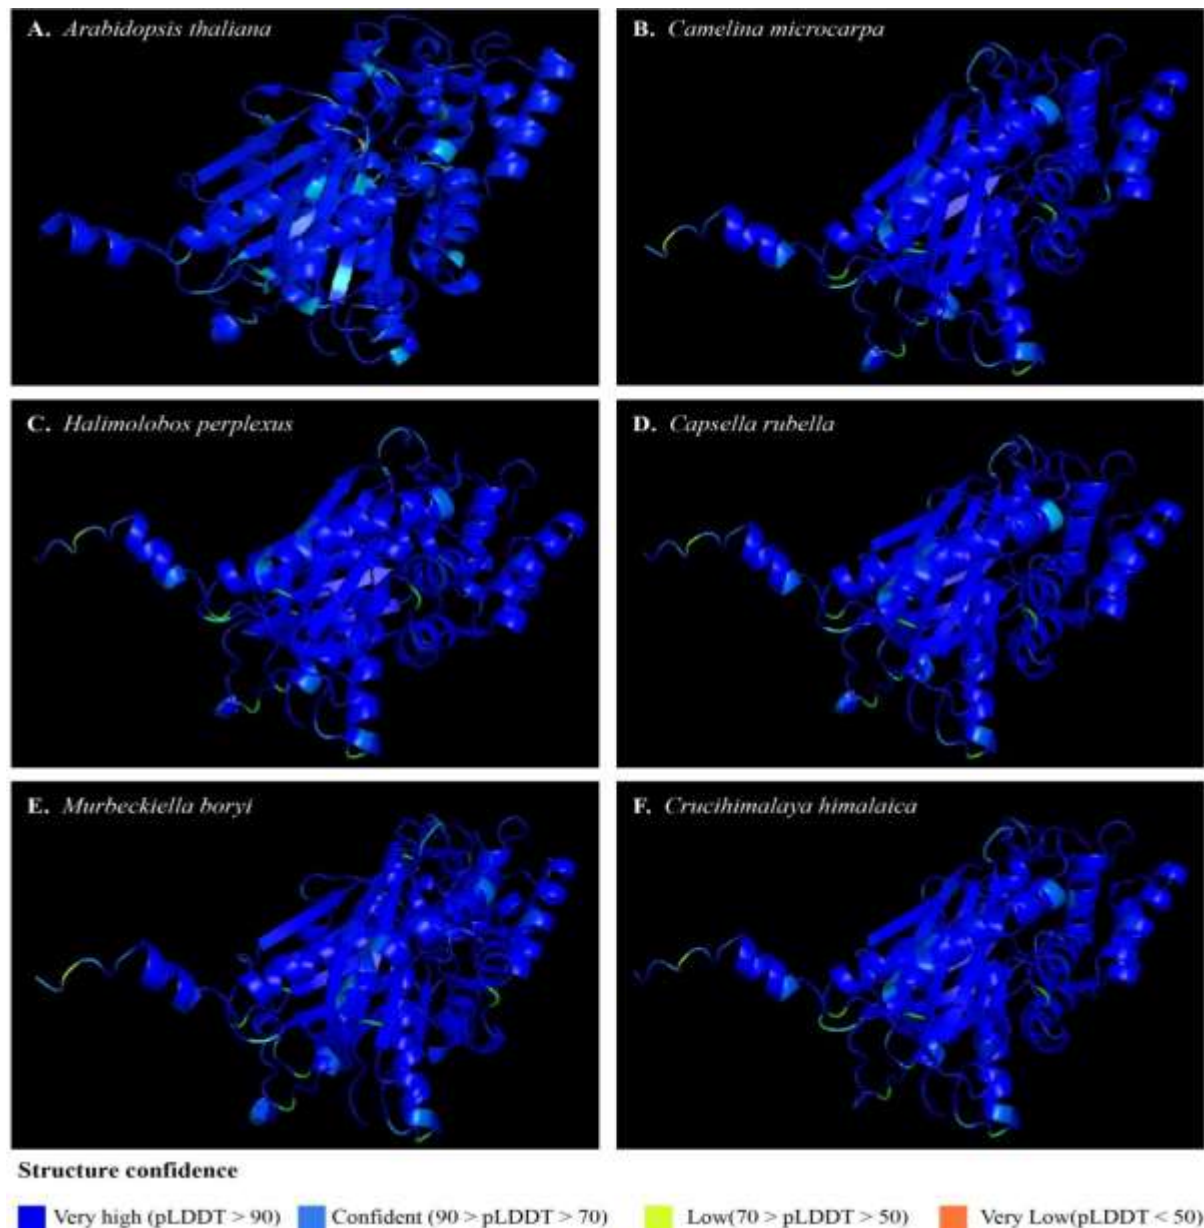 A. Arabidopsis thaliana
B. Camelina microcarpa
C. Halimolobos perplexus
D. Capsella rubella
E. Murbeckiella boryi
F. Crucihimalaya himalaica
Structure confidence
Very high (pLDDT > 90) Confident (90 > pLDDT > 70) Low(70 > pLDDT > 50) Very Low(pLDDT < 50)